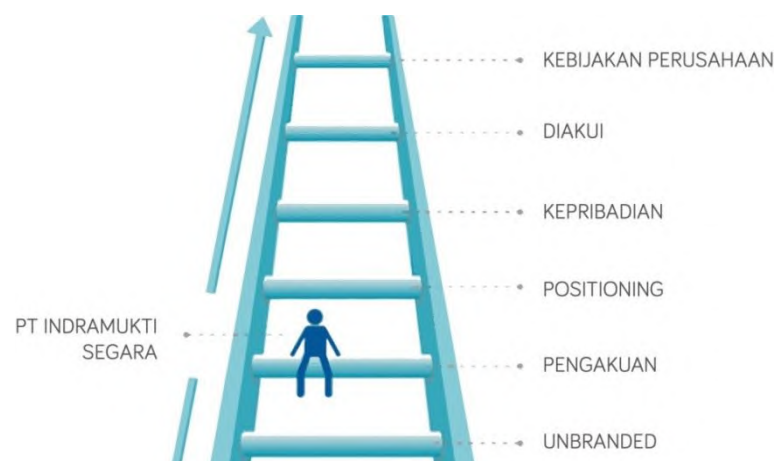 KEBIJAKAN PERUSAHAAN
DIAKUI
KEPRIBADIAN
POSITIONING
PT INDRAMUKTI
SEGARA
PENGAKUAN
UNBRANDED